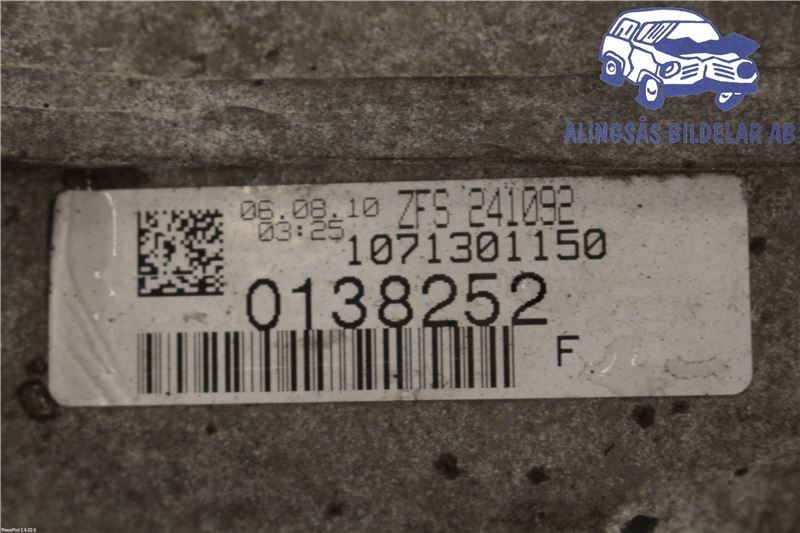 ALINGSÅS BILDELAR AB
06.08.10 ZFS 241092
03:25 1071301150
0138252
F